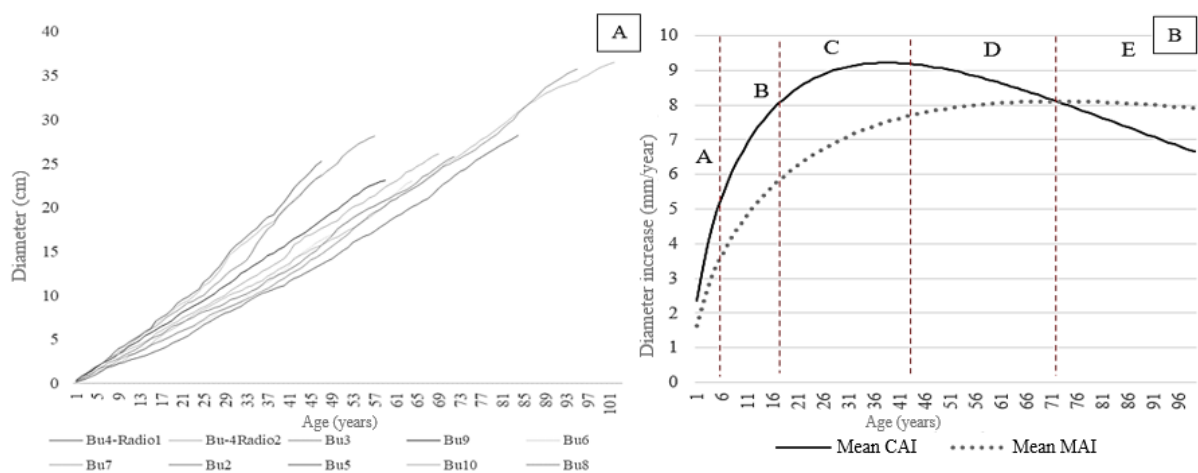 A
40
35
30
25
20
15
10
5
0
Diameter (cm)
1 5 9 13 17 21 25 29 33 37 41 45 49 53 57 61 65 69 73 77 81 85 89 93 97 101
Age (years)
Bu4-Radio1 Bu-4Radio2 Bu3 Bu9 Bu6
Bu7 Bu2 Bu5 Bu10 Bu8
B
10
9
8
7
6
5
4
3
2
1
0
Diameter increase (mm/year)
A B C D E
1 6 11 16 21 26 31 36 41 46 51 56 61 66 71 76 81 86 91 96
Age (years)
Mean CAI Mean MAI